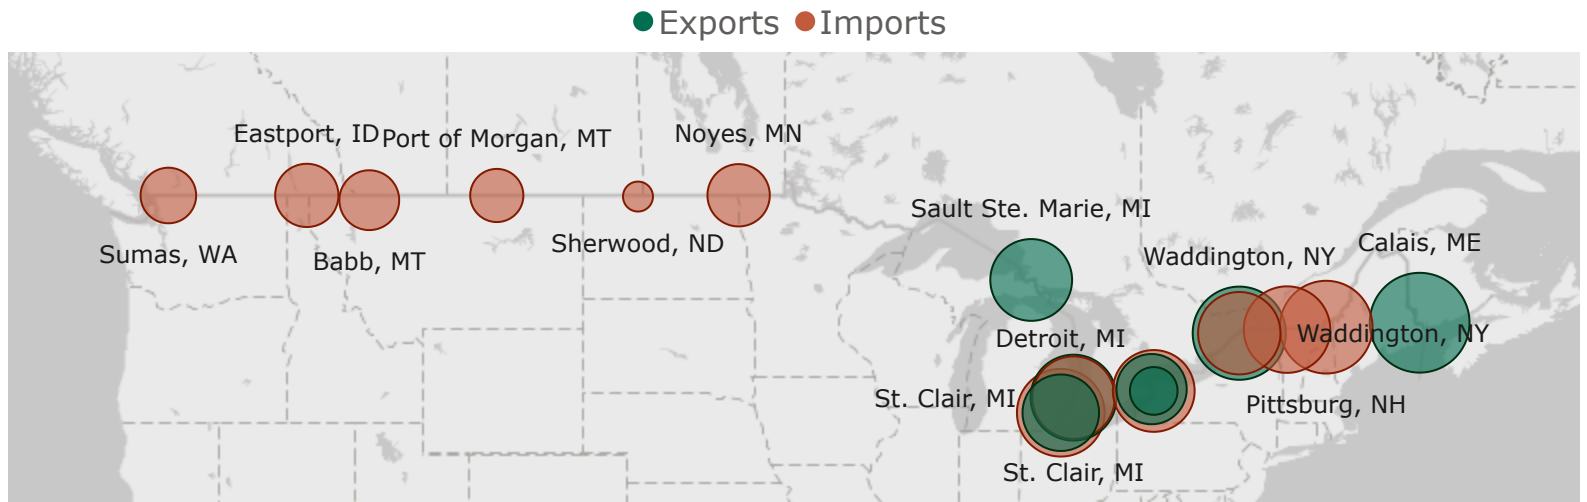 Exports Imports
Eastport, ID
Port of Morgan, MT
Noyes, MN
Sumas, WA
Babb, MT
Sherwood, ND
Sault Ste. Marie, MI
Waddington, NY
Calais, ME
Detroit, MI
Waddington, NY
St. Clair, MI
Pittsburg, NH
St. Clair, MI